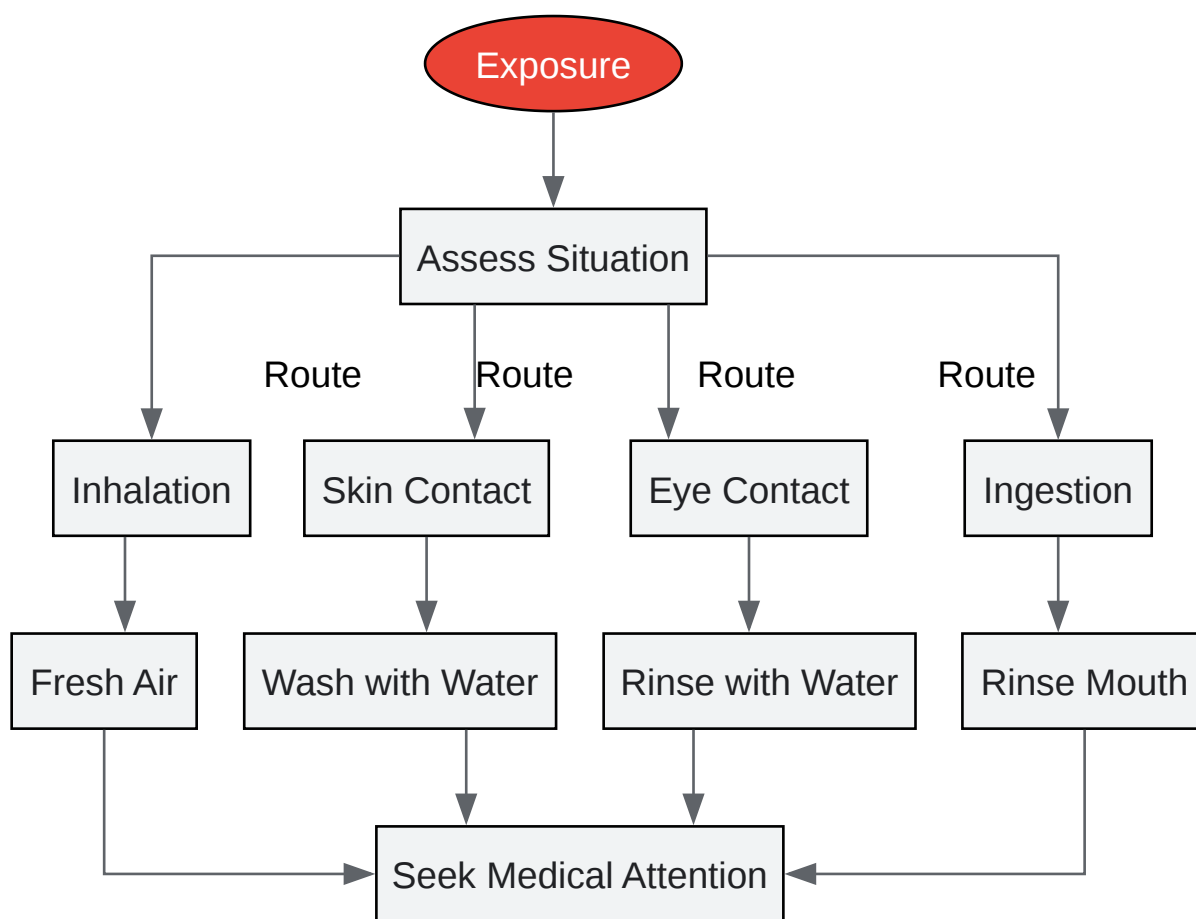 Exposure
Assess Situation
Route Route Route Route
Inhalation Skin Contact Eye Contact Ingestion
Fresh Air Wash with Water Rinse with Water Rinse Mouth
Seek Medical Attention